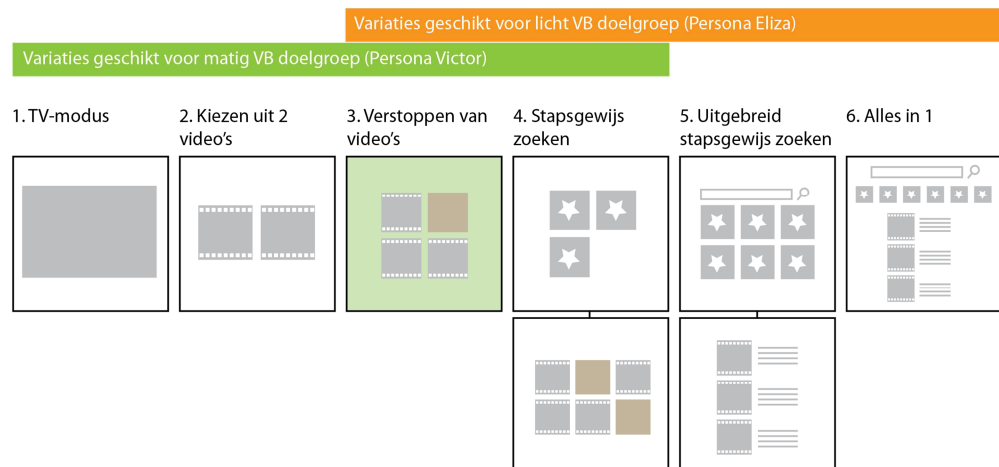 Variaties geschikt voor licht VB doelgroep (Persona Eliza)
Variaties geschikt voor matig VB doelgroep (Persona Victor)
1. TV-modus
2. Kiezen uit 2
video's
3. Verstoppen van
video's
4. Stapsgewijs
zoeken
5. Uitgebreid
stapsgewijs zoeken
6. Alles in 1